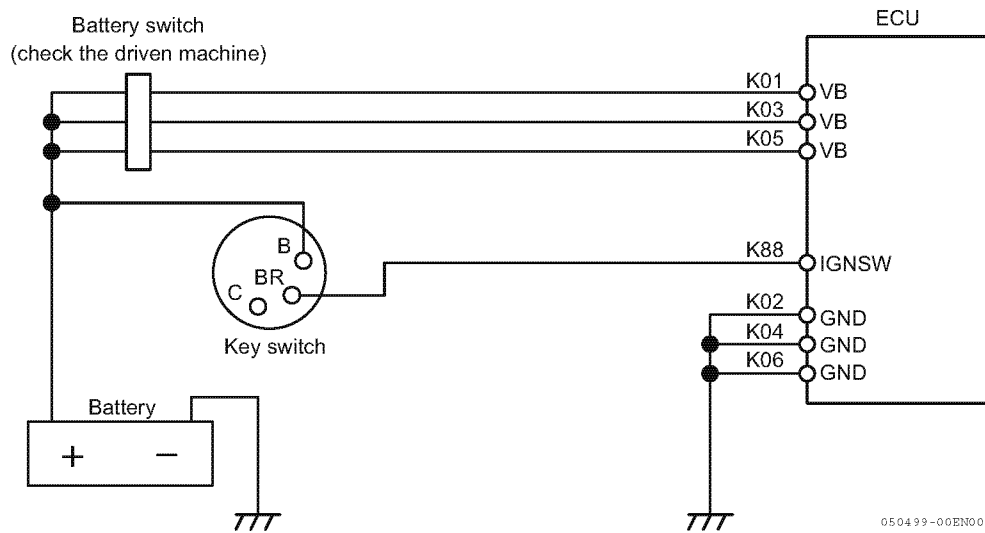 Battery switch
(check the driven machine)
ECU
K01
VB
K03
VB
K05
VB
B
BR
C
Key switch
K88
IGNSW
K02
GND
K04
GND
K06
GND
Battery
+
−
050499-00EN00